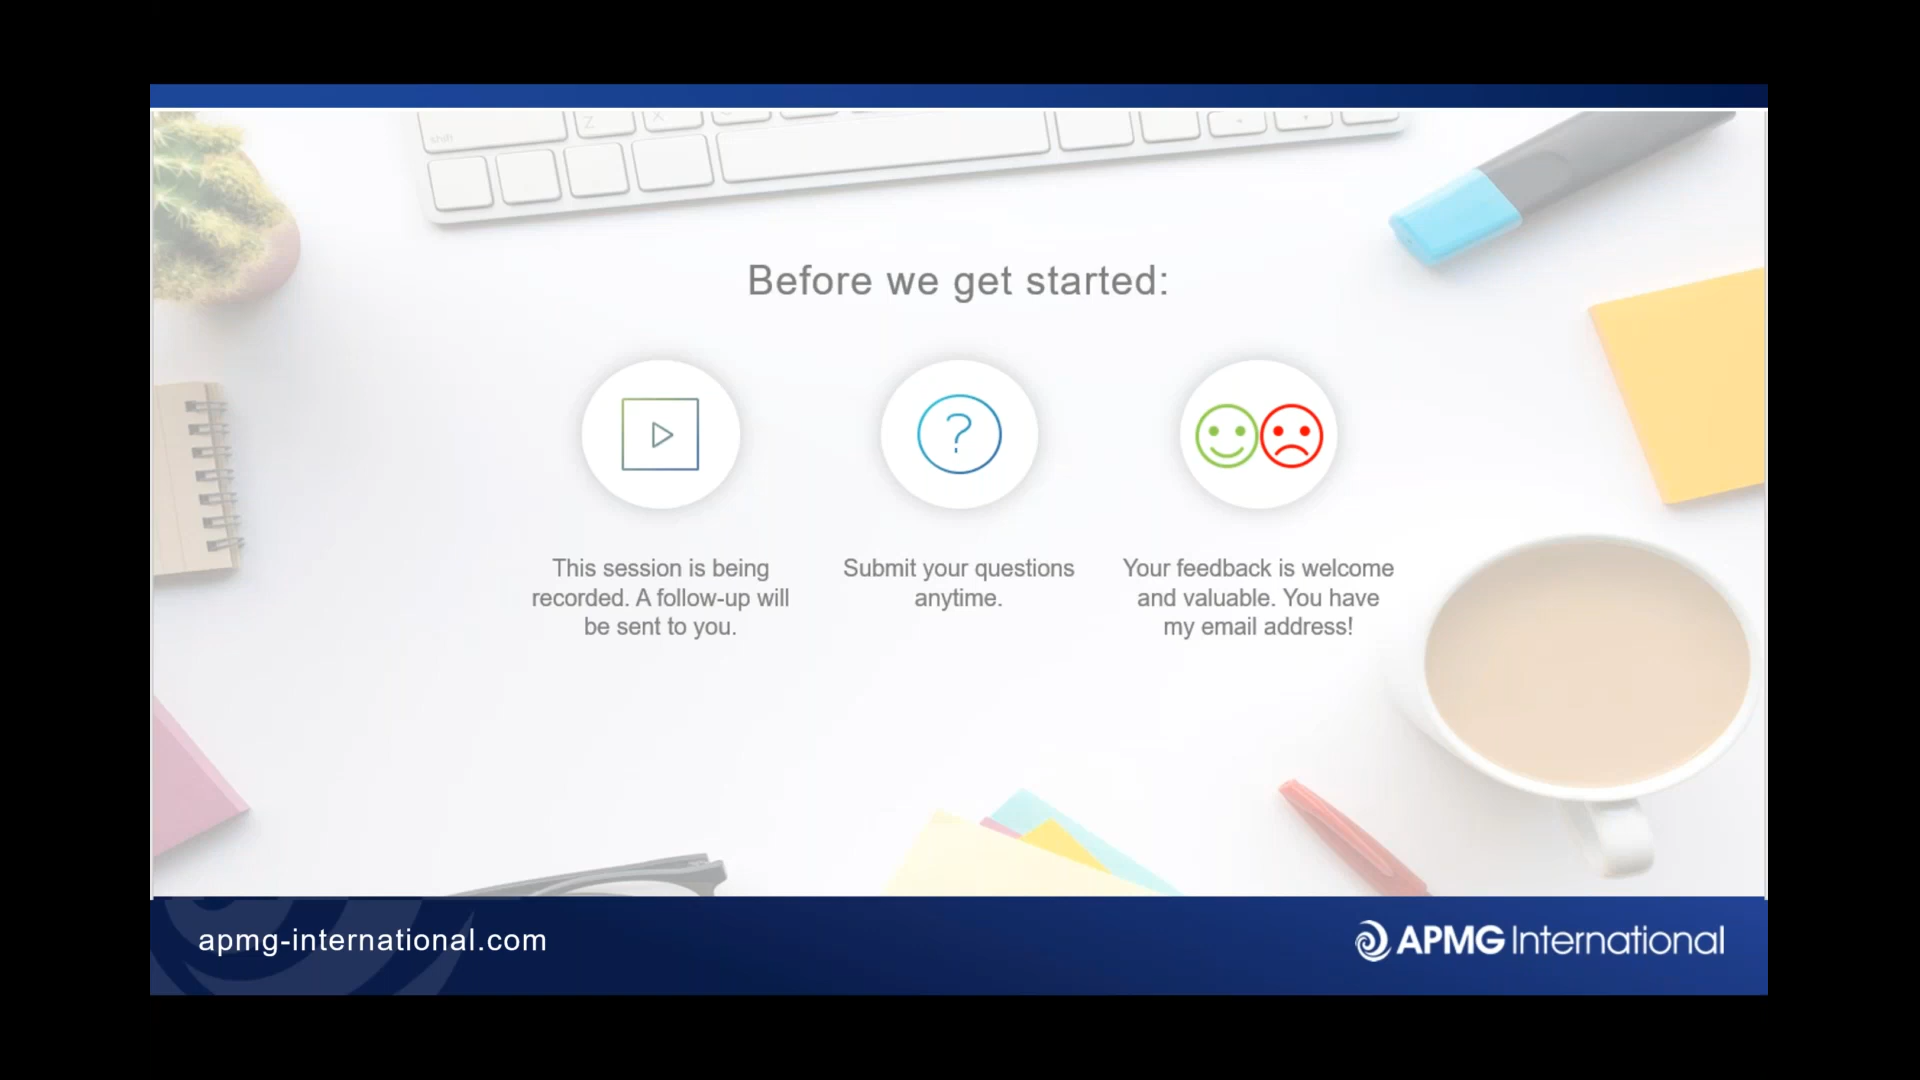 shift
Z
X
Before we get started:
?
This session is being
recorded. A follow-up will
be sent to you.
Submit your questions
anytime.
Your feedback is welcome
and valuable. You have
my email address!
apmg-international.com
APMG International